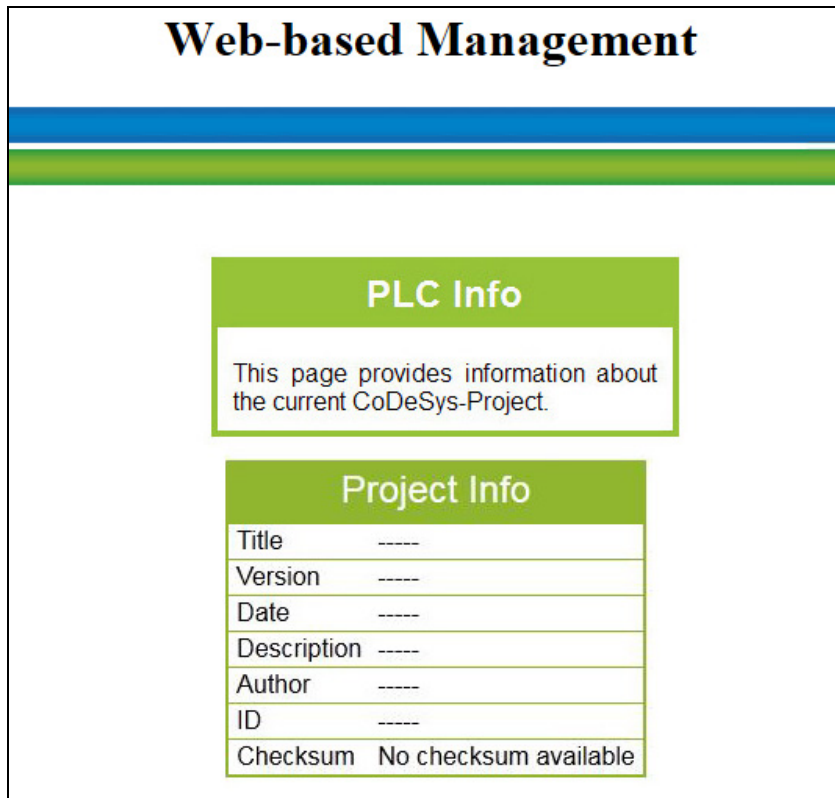 Web-based Management
PLC Info
This page provides information about
the current CoDeSys-Project.
Project Info
Title -----
Version -----
Date -----
Description -----
Author -----
ID -----
Checksum No checksum available